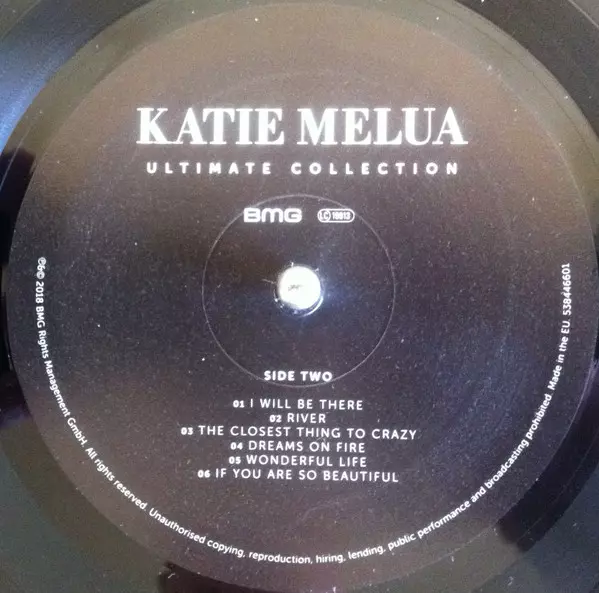 KATIE MELUA
ULTIMATE COLLECTION
BMG LC 19813
SIDE TWO
01 I WILL BE THERE
02 RIVER
03 THE CLOSEST THING TO CRAZY
04 DREAMS ON FIRE
05 WONDERFUL LIFE
06 IF YOU ARE SO BEAUTIFUL
℗© 2018 BMG Rights Management GmbH. All rights reserved. Unauthorised copying, reproduction, hiring, lending, public performance and broadcasting prohibited. Made in the EU. 538446601